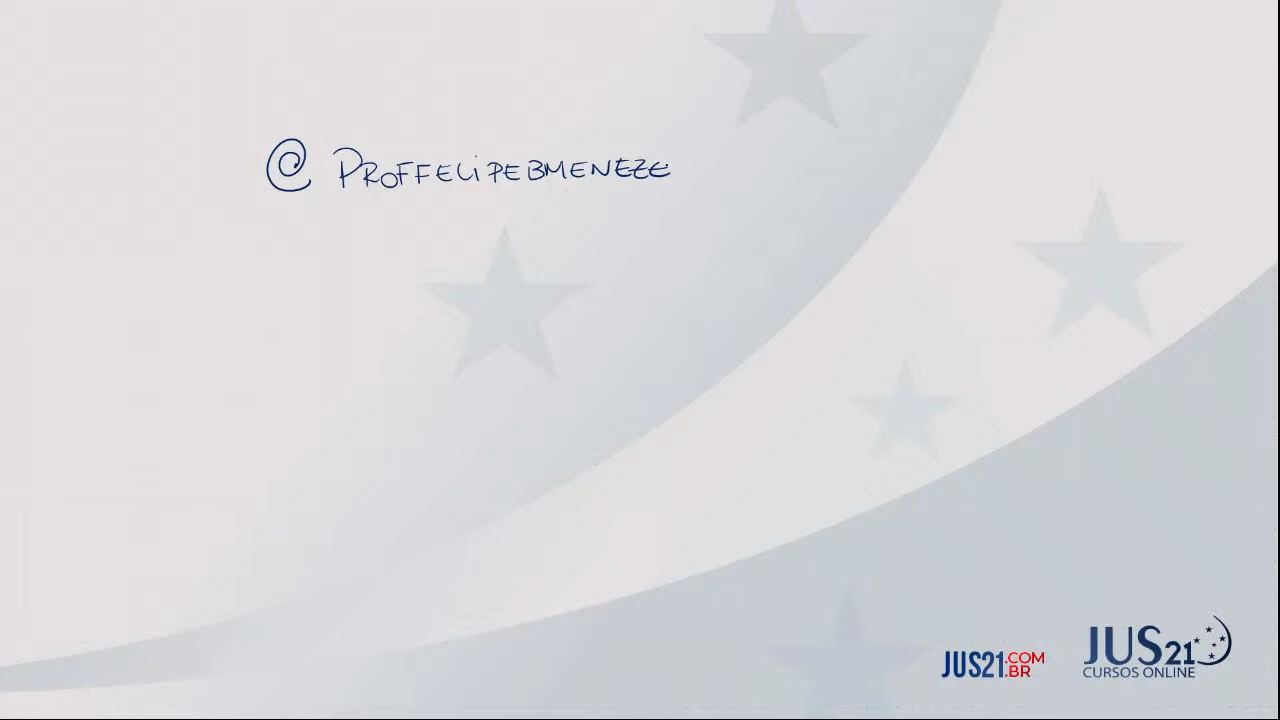 @ PROFFELIPEBMENEZE
JUS21.COM
.BR
JUS21
CURSOS ONLINE